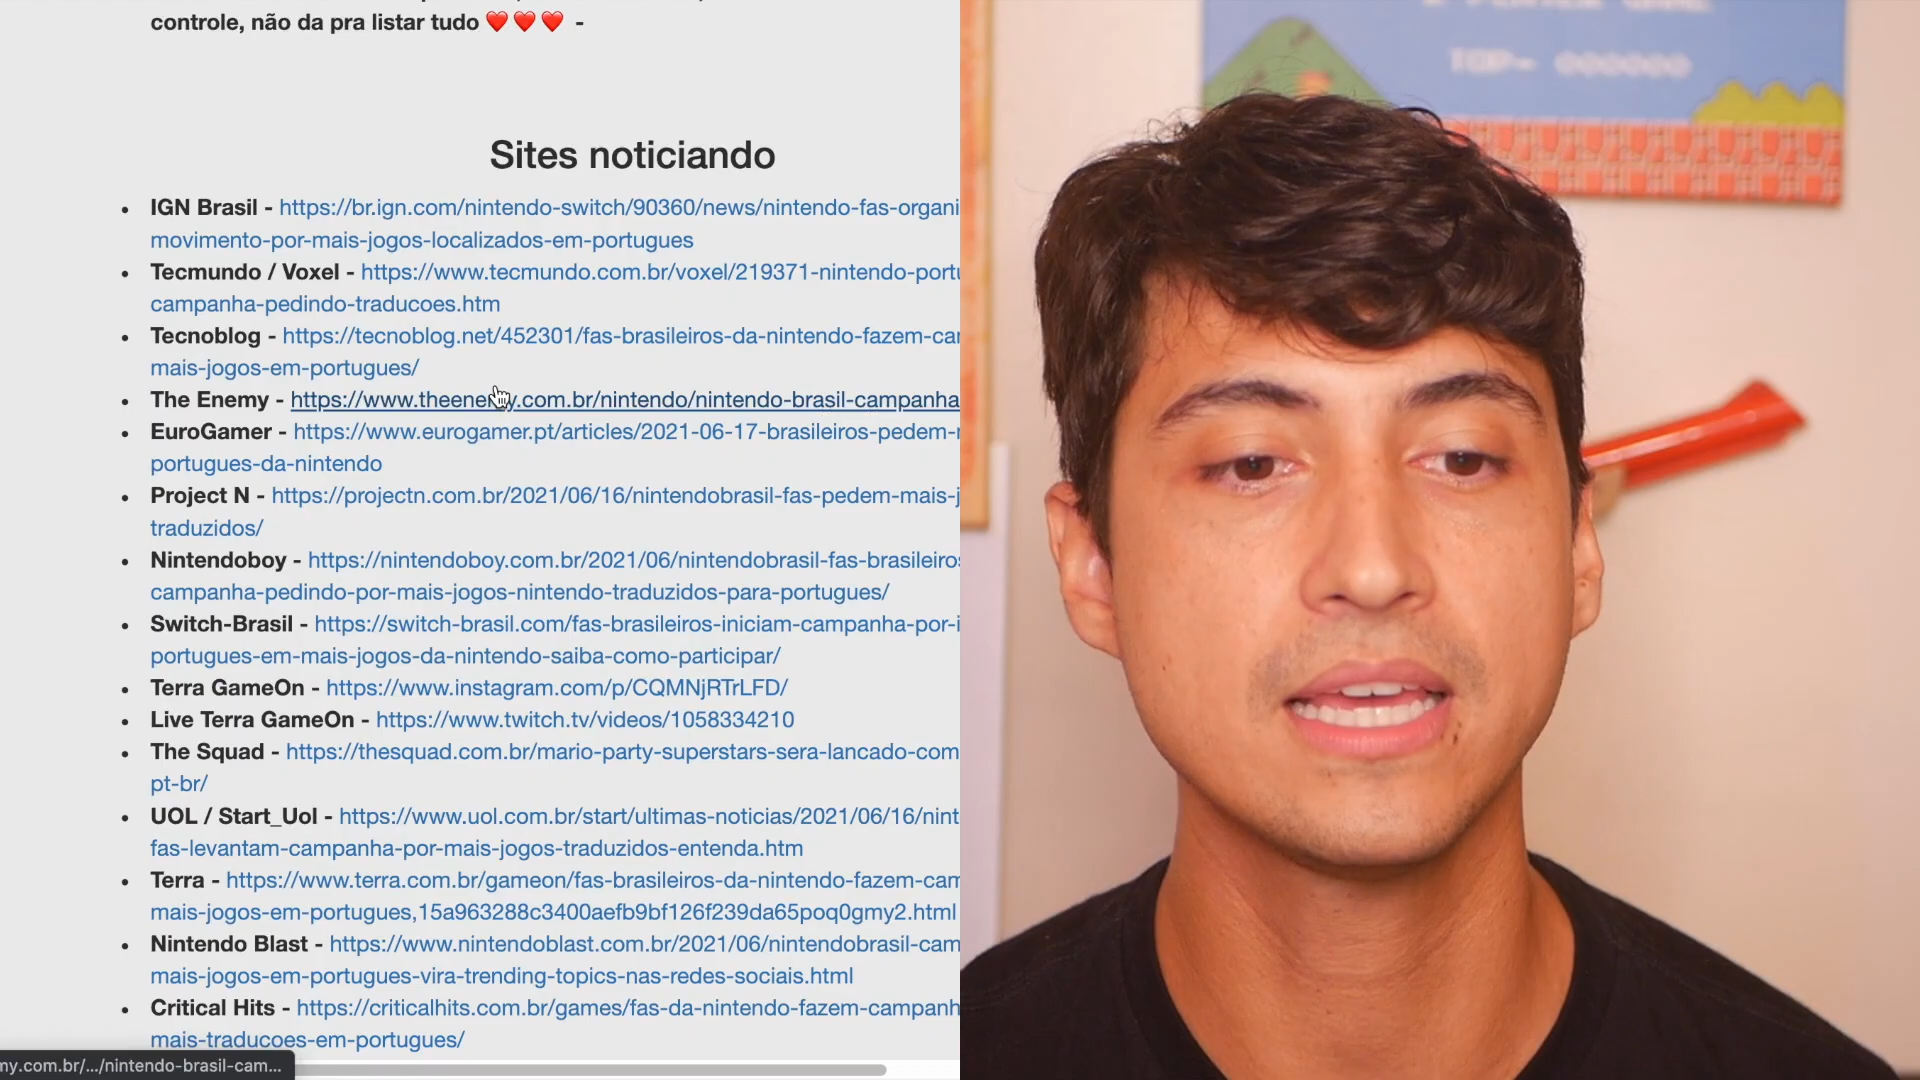 controle, não da pra listar tudo ❤️❤️❤️ -
Sites noticiando
IGN Brasil - https://br.ign.com/nintendo-switch/90360/news/nintendo-fas-organi
movimento-por-mais-jogos-localizados-em-portugues
Tecmundo / Voxel - https://www.tecmundo.com.br/voxel/219371-nintendo-portu
campanha-pedindo-traducoes.htm
Tecnoblog - https://tecnoblog.net/452301/fas-brasileiros-da-nintendo-fazem-car
mais-jogos-em-portugues/
The Enemy - https://www.theenemy.com.br/nintendo/nintendo-brasil-campanha
EuroGamer - https://www.eurogamer.pt/articles/2021-06-17-brasileiros-pedem-
portugues-da-nintendo
Project N - https://projectn.com.br/2021/06/16/nintendobrasil-fas-pedem-mais-j
traduzidos/
Nintendoboy - https://nintendoboy.com.br/2021/06/nintendobrasil-fas-brasileiros
campanha-pedindo-por-mais-jogos-nintendo-traduzidos-para-portugues/
Switch-Brasil - https://switch-brasil.com/fas-brasileiros-iniciam-campanha-por-i
portugues-em-mais-jogos-da-nintendo-saiba-como-participar/
Terra GameOn - https://www.instagram.com/p/CQMNjRTrLFD/
Live Terra GameOn - https://www.twitch.tv/videos/1058334210
The Squad - https://thesquad.com.br/mario-party-superstars-sera-lancado-com
pt-br/
UOL / Start_Uol - https://www.uol.com.br/start/ultimas-noticias/2021/06/16/nint
fas-levantam-campanha-por-mais-jogos-traduzidos-entenda.htm
Terra - https://www.terra.com.br/gameon/fas-brasileiros-da-nintendo-fazem-cam
mais-jogos-em-portugues,15a963288c3400aefb9bf126f239da65poq0gmy2.html
Nintendo Blast - https://www.nintendoblast.com.br/2021/06/nintendobrasil-cam
mais-jogos-em-portugues-vira-trending-topics-nas-redes-sociais.html
Critical Hits - https://criticalhits.com.br/games/fas-da-nintendo-fazem-campanh
mais-traducoes-em-portugues/
my.com.br/.../nintendo-brasil-cam...
TOP- 000000